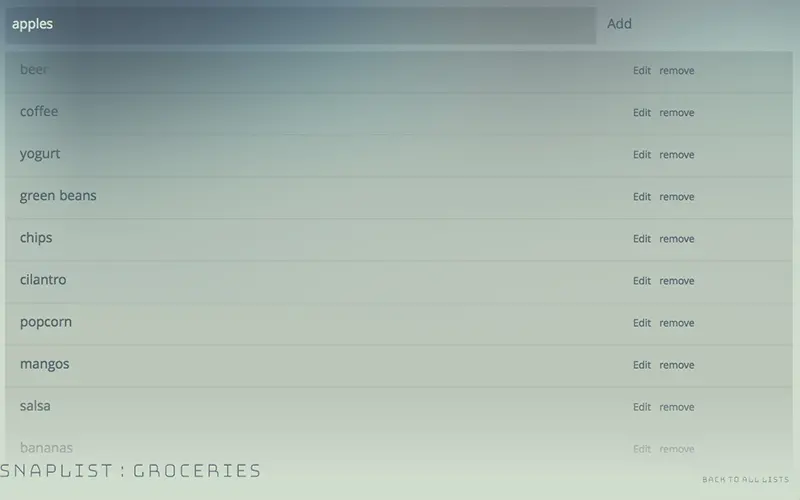 apples Add
beer Edit remove
coffee Edit remove
yogurt Edit remove
green beans Edit remove
chips Edit remove
cilantro Edit remove
popcorn Edit remove
mangos Edit remove
salsa Edit remove
bananas Edit remove
SNAPLIST : GROCERIES
BACK TO ALL LISTS